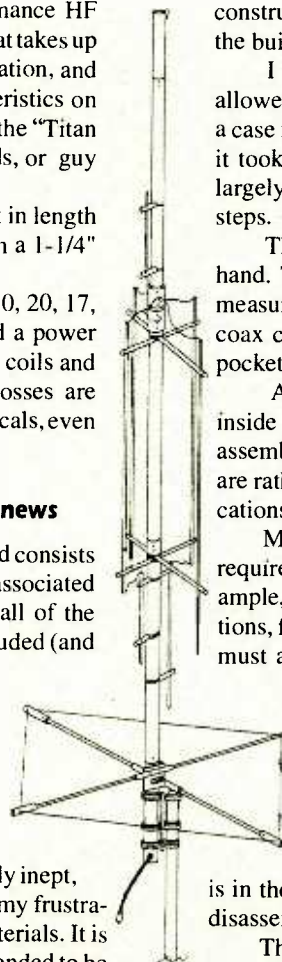 mance HF
at takes up
ation, and
eristics on
the “Titan
ls, or guy
t in length
n a 1-1/4"
0, 20, 17,
d a power
coils and
osses are
cals, even
news
d consists
associated
all of the
uded (and
ly inept,
my frustra-
terials. It is
nded to be
constru
the bui
I
allowe
a case i
it took
largely
steps.
Th
hand. T
measu
coax c
pocket
A
inside
assemb
are rati
cations
M
require
ample,
tions, f
must a
is in the
disasse
Th